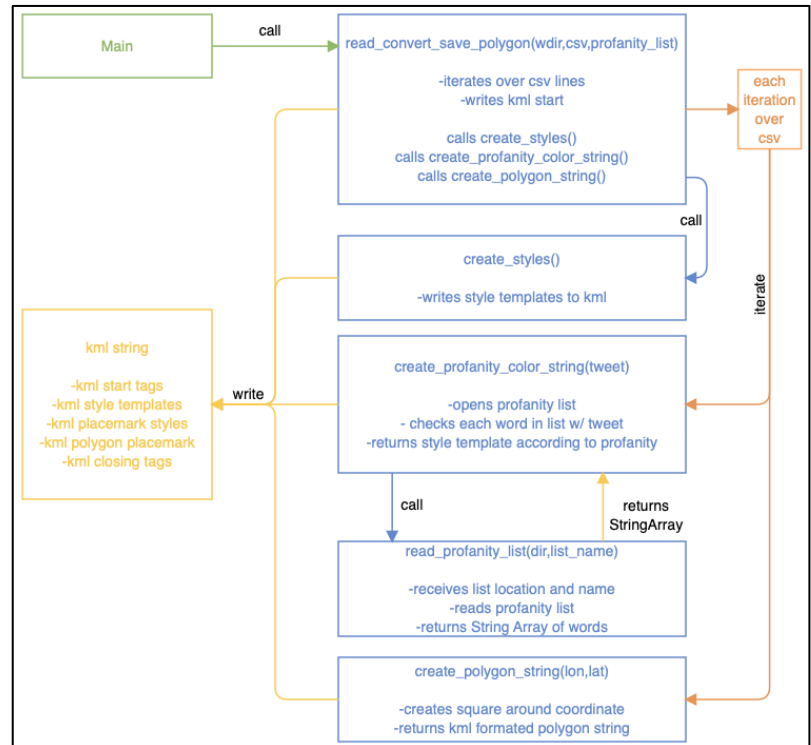 Main
call
read_convert_save_polygon(wdir,csv,profanity_list)
-iterates over csv lines
-writes kml start
calls create_styles()
calls create_profanity_color_string()
calls create_polygon_string()
each
iteration
over
csv
call
create_styles()
-writes style templates to kml
iterate
kml string
-kml start tags
-kml style templates
-kml placemark styles
-kml polygon placemark
-kml closing tags
write
create_profanity_color_string(tweet)
-opens profanity list
- checks each word in list w/ tweet
-returns style template according to profanity
call
returns
StringArray
read_profanity_list(dir,list_name)
-receives list location and name
-reads profanity list
-returns String Array of words
create_polygon_string(lon,lat)
-creates square around coordinate
-returns kml formated polygon string